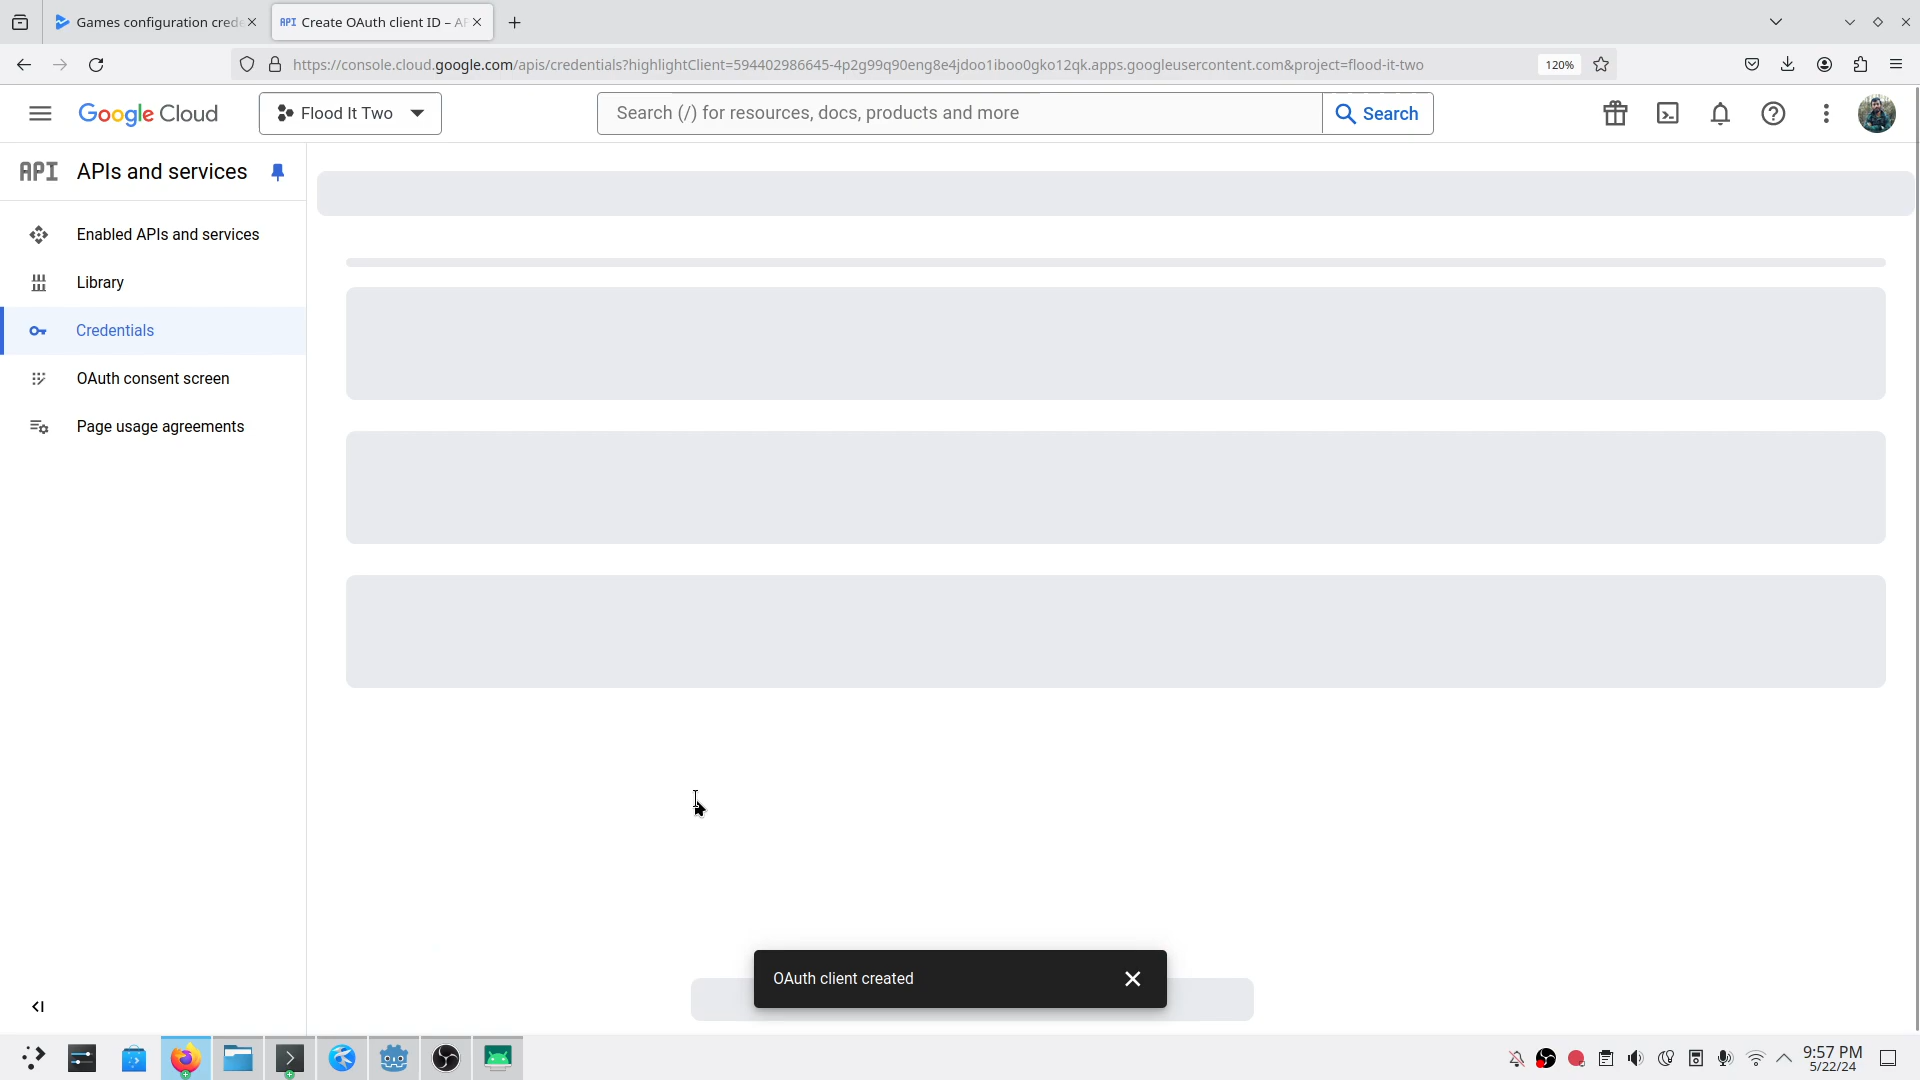 Games configuration crede
API Create OAuth client ID – AP
https://console.cloud.google.com/apis/credentials?highlightClient=594402986645-4p2g99q90eng8e4jdoo1iboo0gko12qk.apps.googleusercontent.com&project=flood-it-two
120%
Google Cloud
Flood It Two
Search (/) for resources, docs, products and more
Search
API APIs and services
Enabled APIs and services
Library
Credentials
OAuth consent screen
Page usage agreements
OAuth client created
9:57 PM
5/22/24